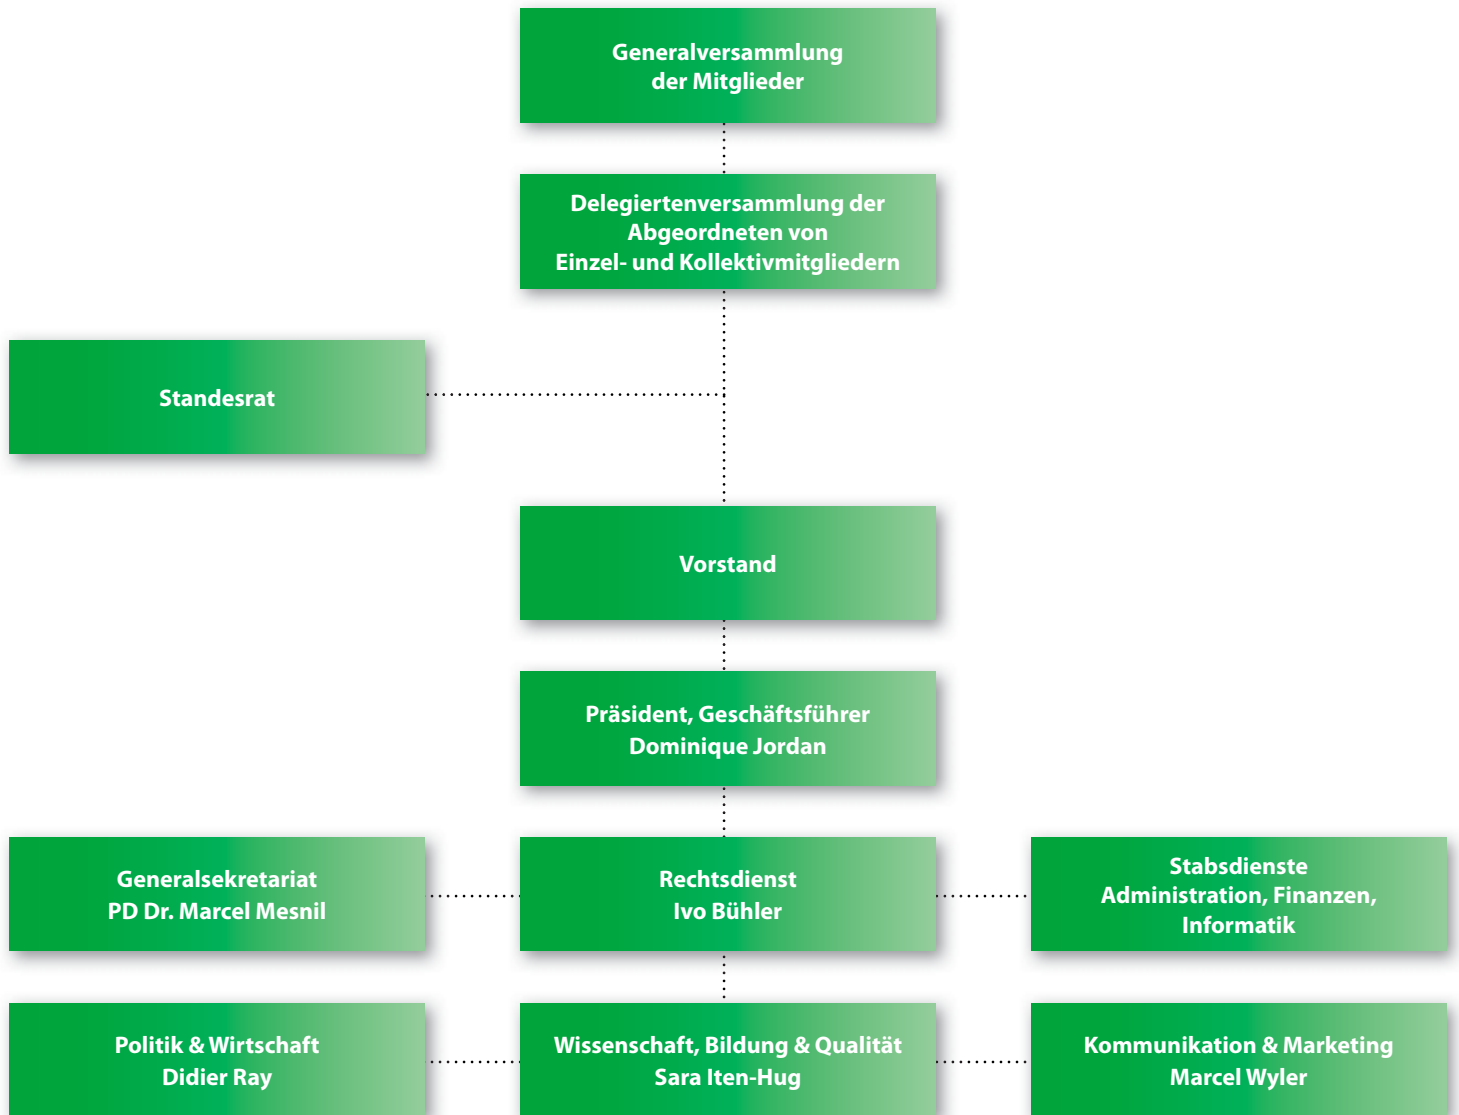 Generalversammlung
der Mitglieder
Delegiertenversammlung der
Abgeordneten von
Einzel- und Kollektivmitgliedern
Standesrat
Vorstand
Präsident, Geschäftsführer
Dominique Jordan
Generalsekretariat
PD Dr. Marcel Mesnil
Rechtsdienst
Ivo Bühler
Stabsdienste
Administration, Finanzen,
Informatik
Politik & Wirtschaft
Didier Ray
Wissenschaft, Bildung & Qualität
Sara Iten-Hug
Kommunikation & Marketing
Marcel Wyler